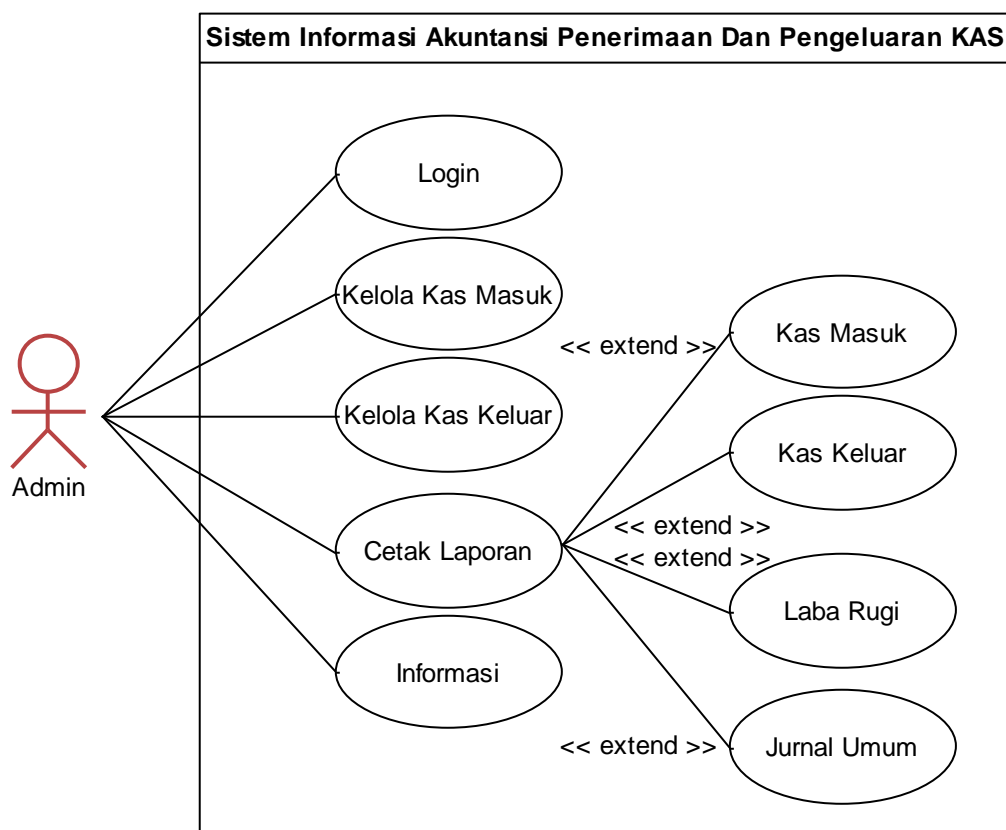 Sistem Informasi Akuntansi Penerimaan Dan Pengeluaran KAS
Login
Kelola Kas Masuk
Kas Masuk
<< extend >>
Kelola Kas Keluar
Kas Keluar
Admin
<< extend >>
Cetak Laporan
<< extend >>
Laba Rugi
Informasi
<< extend >>
Jurnal Umum